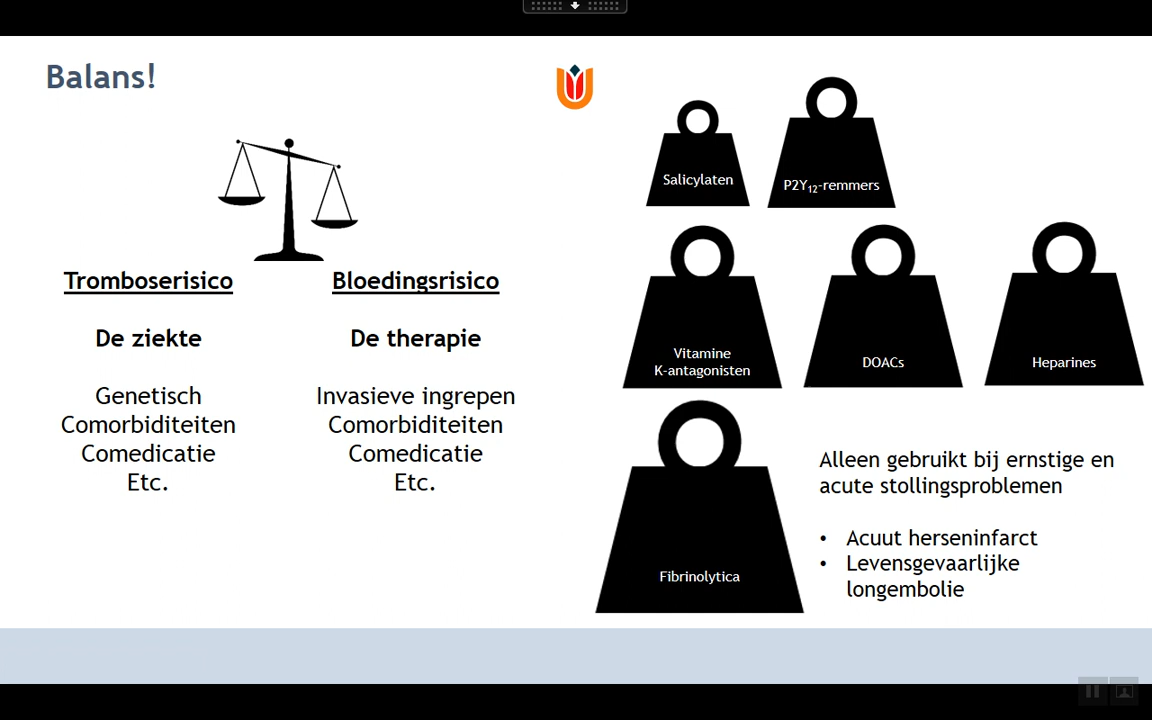 Balans!
Tromboserisico
De ziekte
Genetisch
Comorbiditeiten
Comedicatie
Etc.
Bloedingsrisico
De therapie
Invasieve ingrepen
Comorbiditeiten
Comedicatie
Etc.
Salicylaten
P2Y12-remmers
Vitamine
K-antagonisten
DOACs
Heparines
Fibrinolytica
Alleen gebruikt bij ernstige en
acute stollingsproblemen
• Acuut herseninfarct
• Levensgevaarlijke
longembolie